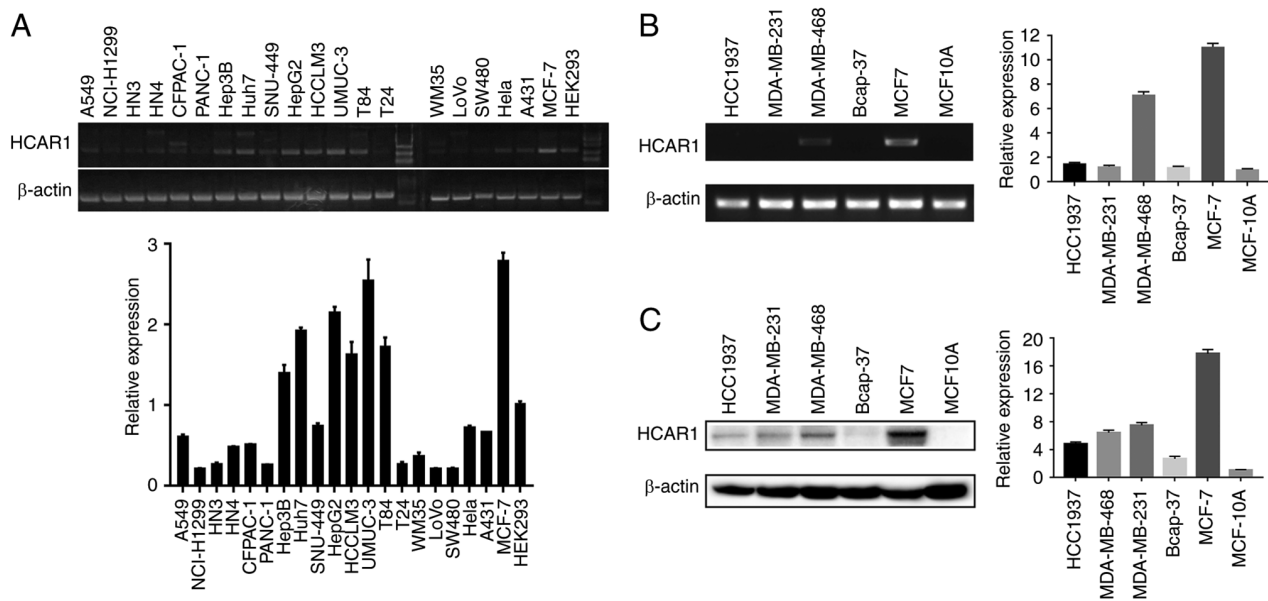 A
A549
NCI-H1299
HN3
HN4
CFPAC-1
PANC-1
Hep3B
Huh7
SNU-449
HepG2
HCCLM3
UMUC-3
T84
T24
WM35
LoVo
SW480
Hela
A431
MCF-7
HEK293
HCAR1
β-actin
Relative expression
3
2
1
0
A549
NCI-H1299
HN3
HN4
CFPAC-1
PANC-1
Hep3B
Huh7
SNU-449
HepG2
HCCLM3
UMUC-3
T84
T24
WM35
LoVo
SW480
Hela
A431
MCF-7
HEK293
B
HCC1937
MDA-MB-231
MDA-MB-468
Bcap-37
MCF7
MCF10A
HCAR1
β-actin
Relative expression
12
10
8
6
4
2
0
HCC1937
MDA-MB-231
MDA-MB-468
Bcap-37
MCF-7
MCF-10A
C
HCC1937
MDA-MB-231
MDA-MB-468
Bcap-37
MCF7
MCF10A
HCAR1
β-actin
Relative expression
20
16
12
8
4
0
HCC1937
MDA-MB-468
MDA-MB-231
Bcap-37
MCF-7
MCF-10A